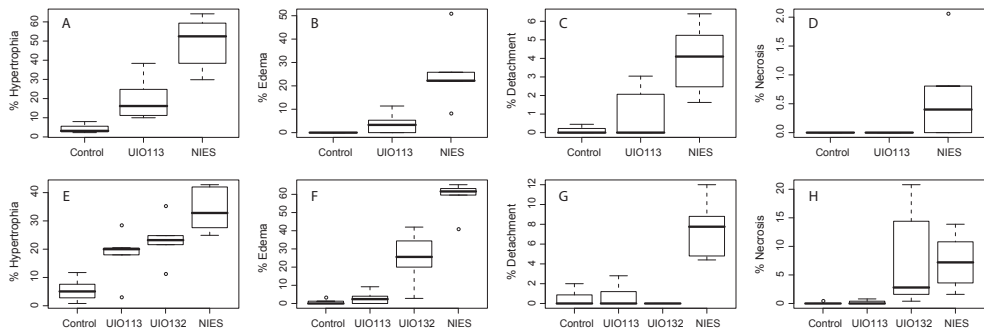 A
% Hypertrophia
0 10 20 30 40 50 60
Control UIO113 NIES
B
% Edema
0 10 20 30 40 50
Control UIO113 NIES
C
% Detachment
0 1 2 3 4 5 6
Control UIO113 NIES
D
% Necrosis
0.0 0.5 1.0 1.5 2.0
Control UIO113 NIES
E
% Hypertrophia
0 10 20 30 40
Control UIO113 UIO132 NIES
F
% Edema
0 10 20 30 40 50 60
Control UIO113 UIO132 NIES
G
% Detachment
0 2 4 6 8 10 12
Control UIO113 UIO132 NIES
H
% Necrosis
0 5 10 15 20
Control UIO113 UIO132 NIES